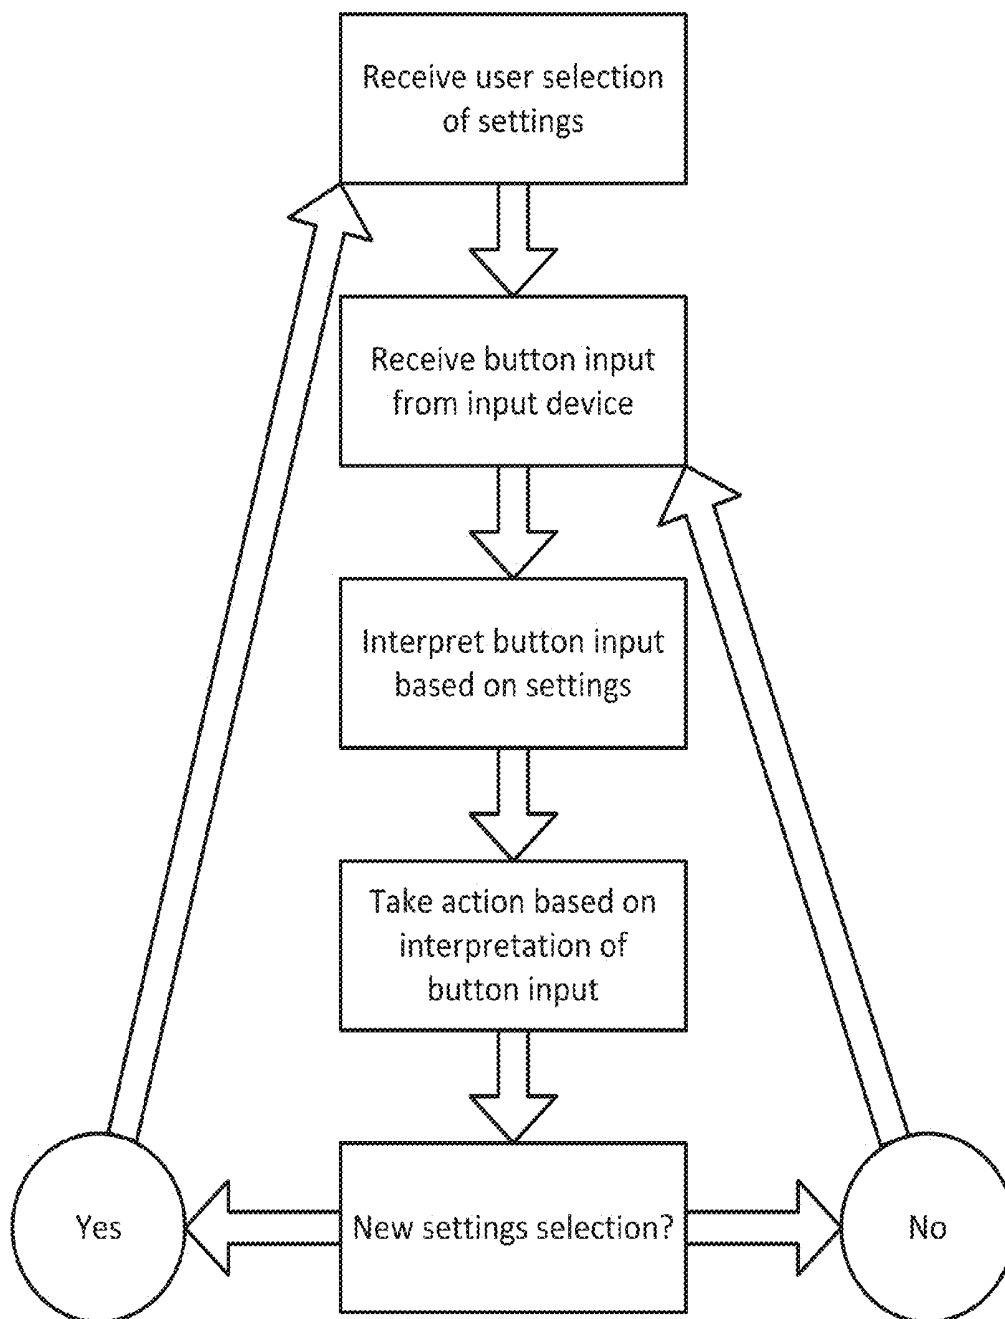 Receive user selection
of settings
Receive button input
from input device
Interpret button input
based on settings
Take action based on
interpretation of
button input
Yes
New settings selection?
No